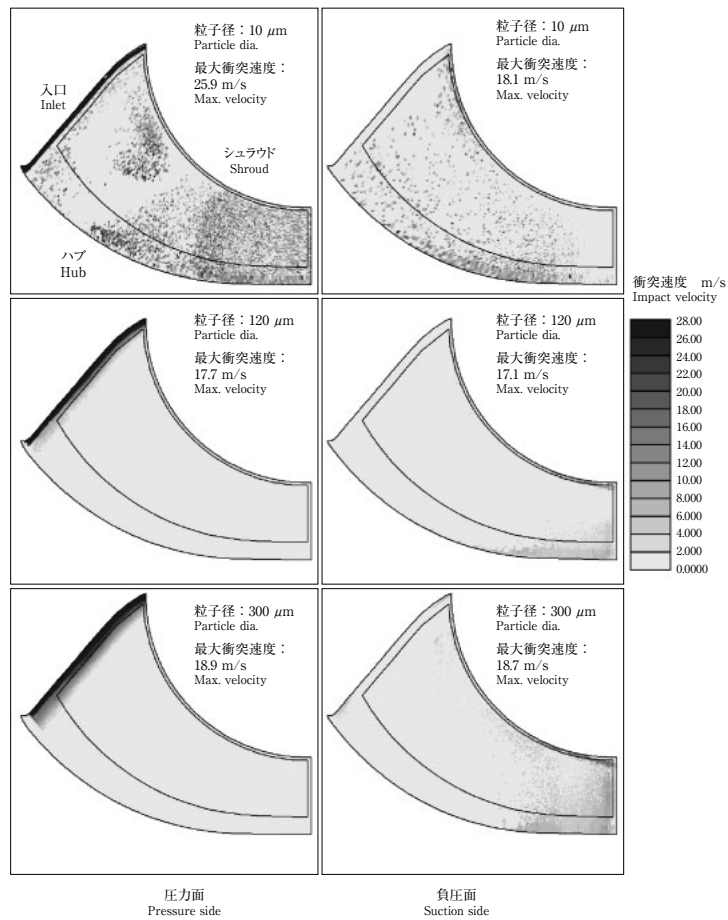 粒子径：10 μm
Particle dia.
最大衝突速度：
25.9 m/s
Max. velocity
入口
Inlet
シュラウド
Shroud
ハブ
Hub
粒子径：10 μm
Particle dia.
最大衝突速度：
18.1 m/s
Max. velocity
粒子径：120 μm
Particle dia.
最大衝突速度：
17.7 m/s
Max. velocity
粒子径：120 μm
Particle dia.
最大衝突速度：
17.1 m/s
Max. velocity
粒子径：300 μm
Particle dia.
最大衝突速度：
18.9 m/s
Max. velocity
粒子径：300 μm
Particle dia.
最大衝突速度：
18.7 m/s
Max. velocity
衝突速度 m/s
Impact velocity
28.00
26.00
24.00
22.00
20.00
18.00
16.00
14.00
12.00
10.00
8.000
6.000
4.000
2.000
0.0000
圧力面
Pressure side
負圧面
Suction side